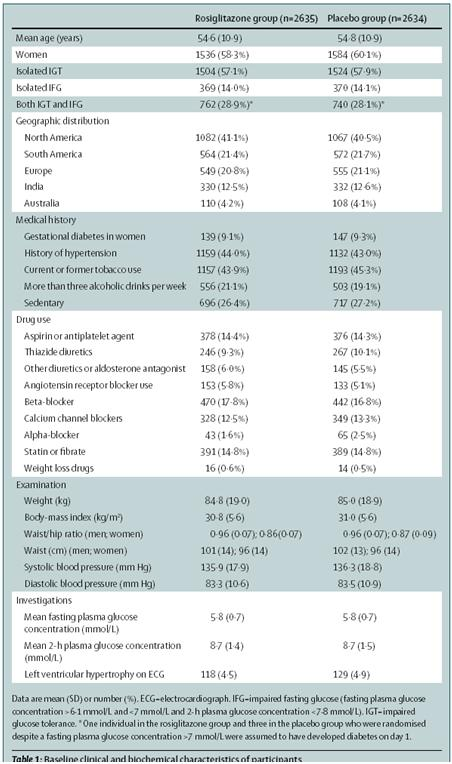 Rosiglitazone group (n=2635) Placebo group (n=2634)
Mean age (years) 54·6 (10·9) 54·8 (10·9)
Women 1536 (58·3%) 1584 (60·1%)
Isolated IGT 1504 (57·1%) 1524 (57·9%)
Isolated IFG 369 (14·0%) 370 (14·1%)
Both IGT and IFG 762 (28·9%)* 740 (28·1%)*
Geographic distribution
North America 1082 (41·1%) 1067 (40·5%)
South America 564 (21·4%) 572 (21·7%)
Europe 549 (20·8%) 555 (21·1%)
India 330 (12·5%) 332 (12·6%)
Australia 110 (4·2%) 108 (4·1%)
Medical history
Gestational diabetes in women 139 (9·1%) 147 (9·3%)
History of hypertension 1159 (44·0%) 1132 (43·0%)
Current or former tobacco use 1157 (43·9%) 1193 (45·3%)
More than three alcoholic drinks per week 556 (21·1%) 503 (19·1%)
Sedentary 696 (26·4%) 717 (27·2%)
Drug use
Aspirin or antiplatelet agent 378 (14·4%) 376 (14·3%)
Thiazide diuretics 246 (9·3%) 267 (10·1%)
Other diuretics or aldosterone antagonist 158 (6·0%) 145 (5·5%)
Angiotensin receptor blocker use 153 (5·8%) 133 (5·1%)
Beta-blocker 470 (17·8%) 442 (16·8%)
Calcium channel blockers 328 (12·5%) 349 (13·3%)
Alpha-blocker 43 (1·6%) 65 (2·5%)
Statin or fibrate 391 (14·8%) 389 (14·8%)
Weight loss drugs 16 (0·6%) 14 (0·5%)
Examination
Weight (kg) 84·8 (19·0) 85·0 (18·9)
Body-mass index (kg/m²) 30·8 (5·6) 31·0 (5·6)
Waist/hip ratio (men; women) 0·96 (0·07); 0·86(0·07) 0·96 (0·07); 0·87 (0·09)
Waist (cm) (men; women) 101 (14); 96 (14) 102 (13); 96 (14)
Systolic blood pressure (mm Hg) 135·9 (17·9) 136·3 (18·8)
Diastolic blood pressure (mm Hg) 83·3 (10·6) 83·5 (10·9)
Investigations
Mean fasting plasma glucose 5·8 (0·7) 5·8 (0·7)
concentration (mmol/L)
Mean 2-h plasma glucose concentration 8·7 (1·4) 8·7 (1·5)
(mmol/L)
Left ventricular hypertrophy on ECG 118 (4·5) 129 (4·9)
Data are mean (SD) or number (%). ECG=electrocardiograph. IFG=impaired fasting glucose (fasting plasma glucose
concentration >6·1 mmol/L and <7 mmol/L and 2-h plasma glucose concentration <7·8 mmol/L). IGT=impaired
glucose tolerance. *One individual in the rosiglitazone group and three in the placebo group who were randomised
despite a fasting plasma glucose concentration >7 mmol/L were assumed to have developed diabetes on day 1.
Table 1: Baseline clinical and biochemical characteristics of participants